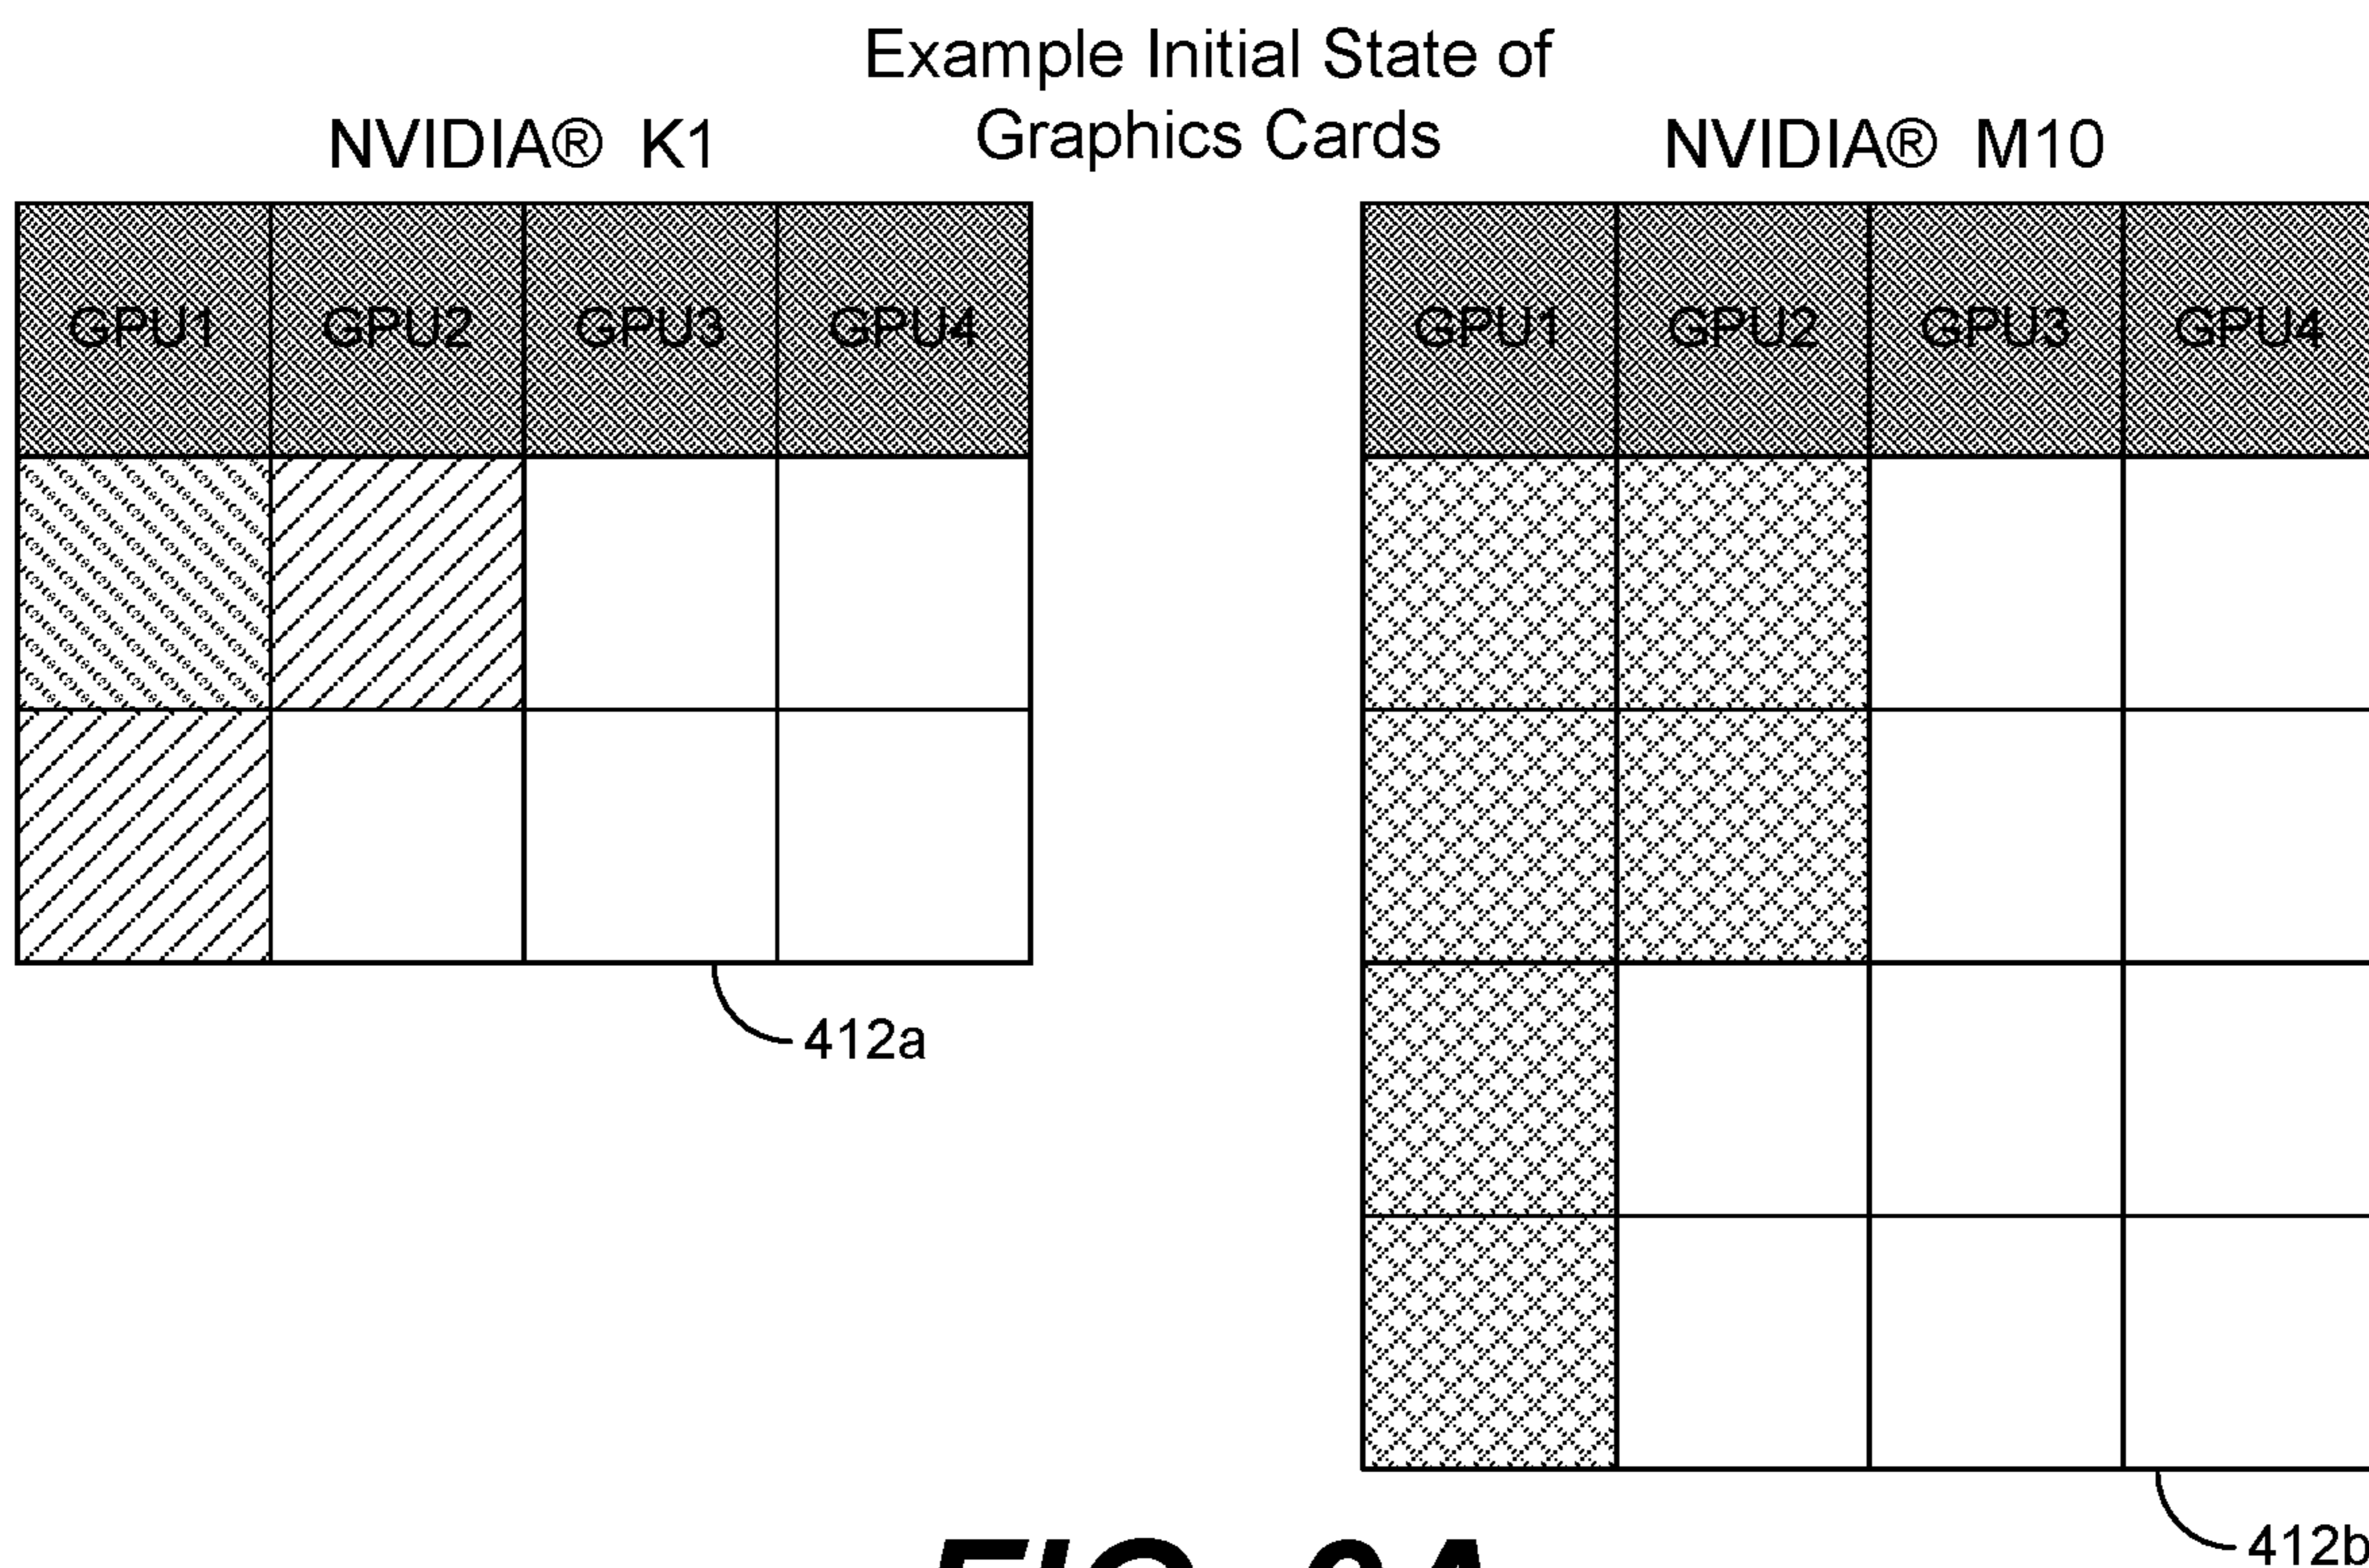 Example Initial State of
Graphics Cards
NVIDIA® K1
NVIDIA® M10
GPU1 GPU2 GPU3 GPU4
GPU1 GPU2 GPU3 GPU4
412a
412b